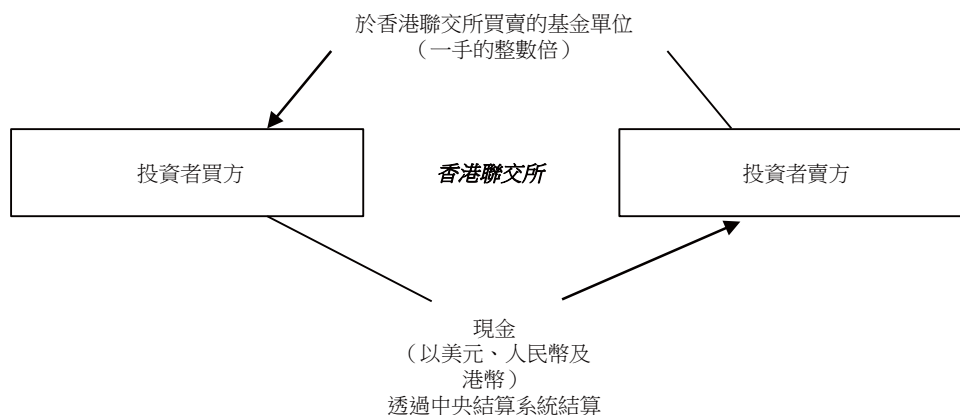 於香港聯交所買賣的基金單位
（一手的整數倍）
投資者買方
香港聯交所
投資者賣方
現金
（以美元、人民幣及
港幣）
透過中央結算系統結算